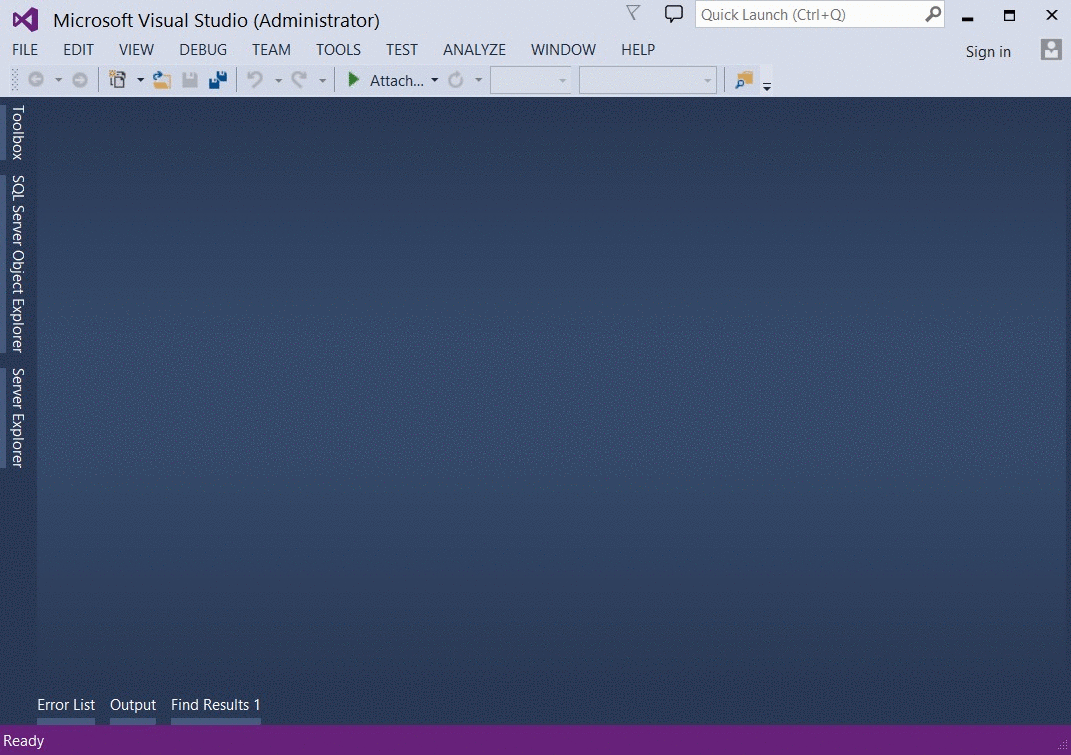 Microsoft Visual Studio (Administrator)
Quick Launch (Ctrl+Q)
FILE EDIT VIEW DEBUG TEAM TOOLS TEST ANALYZE WINDOW HELP
Sign in
Attach...
Toolbox
SQL Server Object Explorer
Server Explorer
Error List Output Find Results 1
Ready